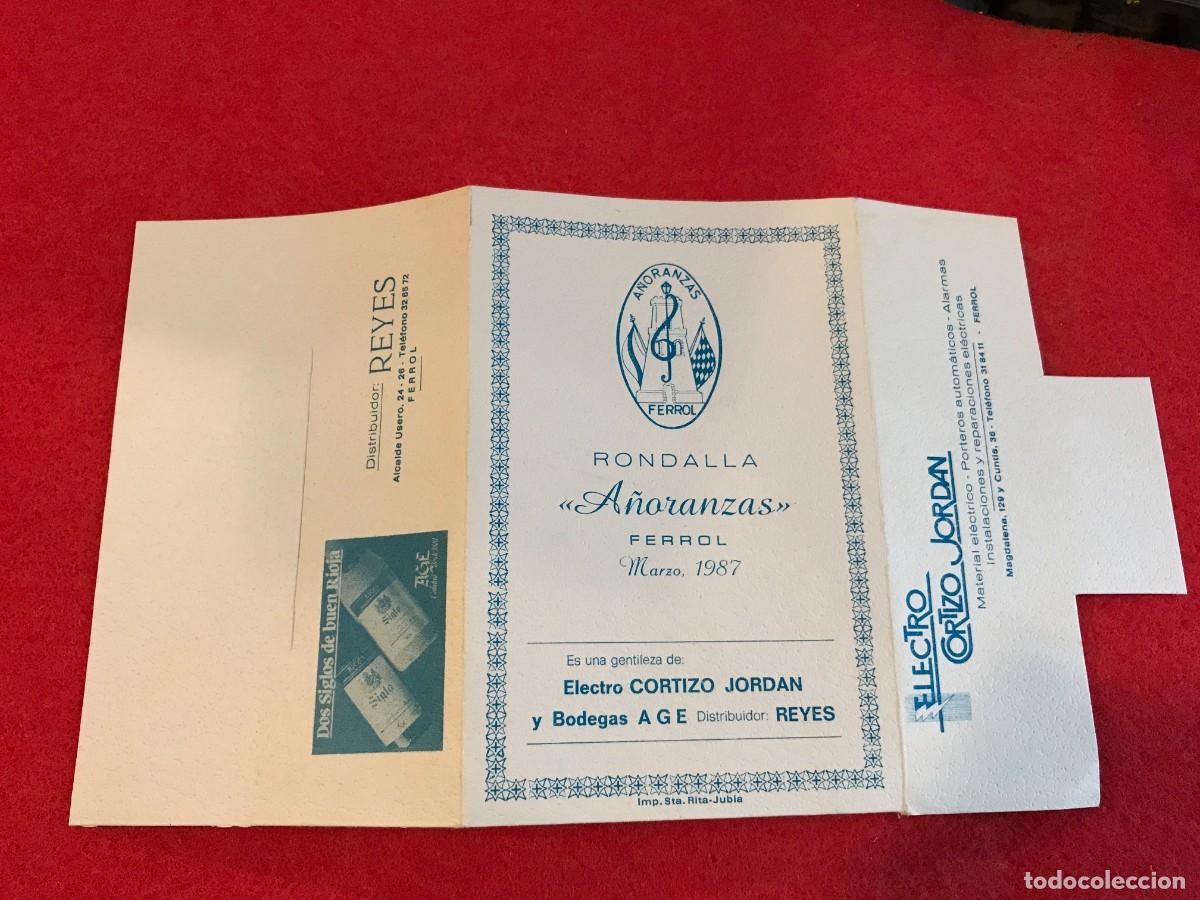 Distribuidor: REYES
Alcalde Usero, 24 - 26 - Teléfono 32 65 72
FERROL
Dos Siglos de buen Rioja
Siglo
Siglo
AGE
AÑORANZAS
FERROL
RONDALLA
«Añoranzas»
FERROL
Marzo, 1987
Es una gentileza de:
Electro CORTIZO JORDAN
y Bodegas A G E Distribuidor: REYES
Imp. Sta. Rita-Jubia
ELECTRO
CORTIZO JORDAN
Material eléctrico - Porteros automáticos - Alarmas
Instalaciones y reparaciones eléctricas
Magdalena, 129 y Cuntis, 36 - Teléfono 31 84 11 - FERROL
todocoleccion